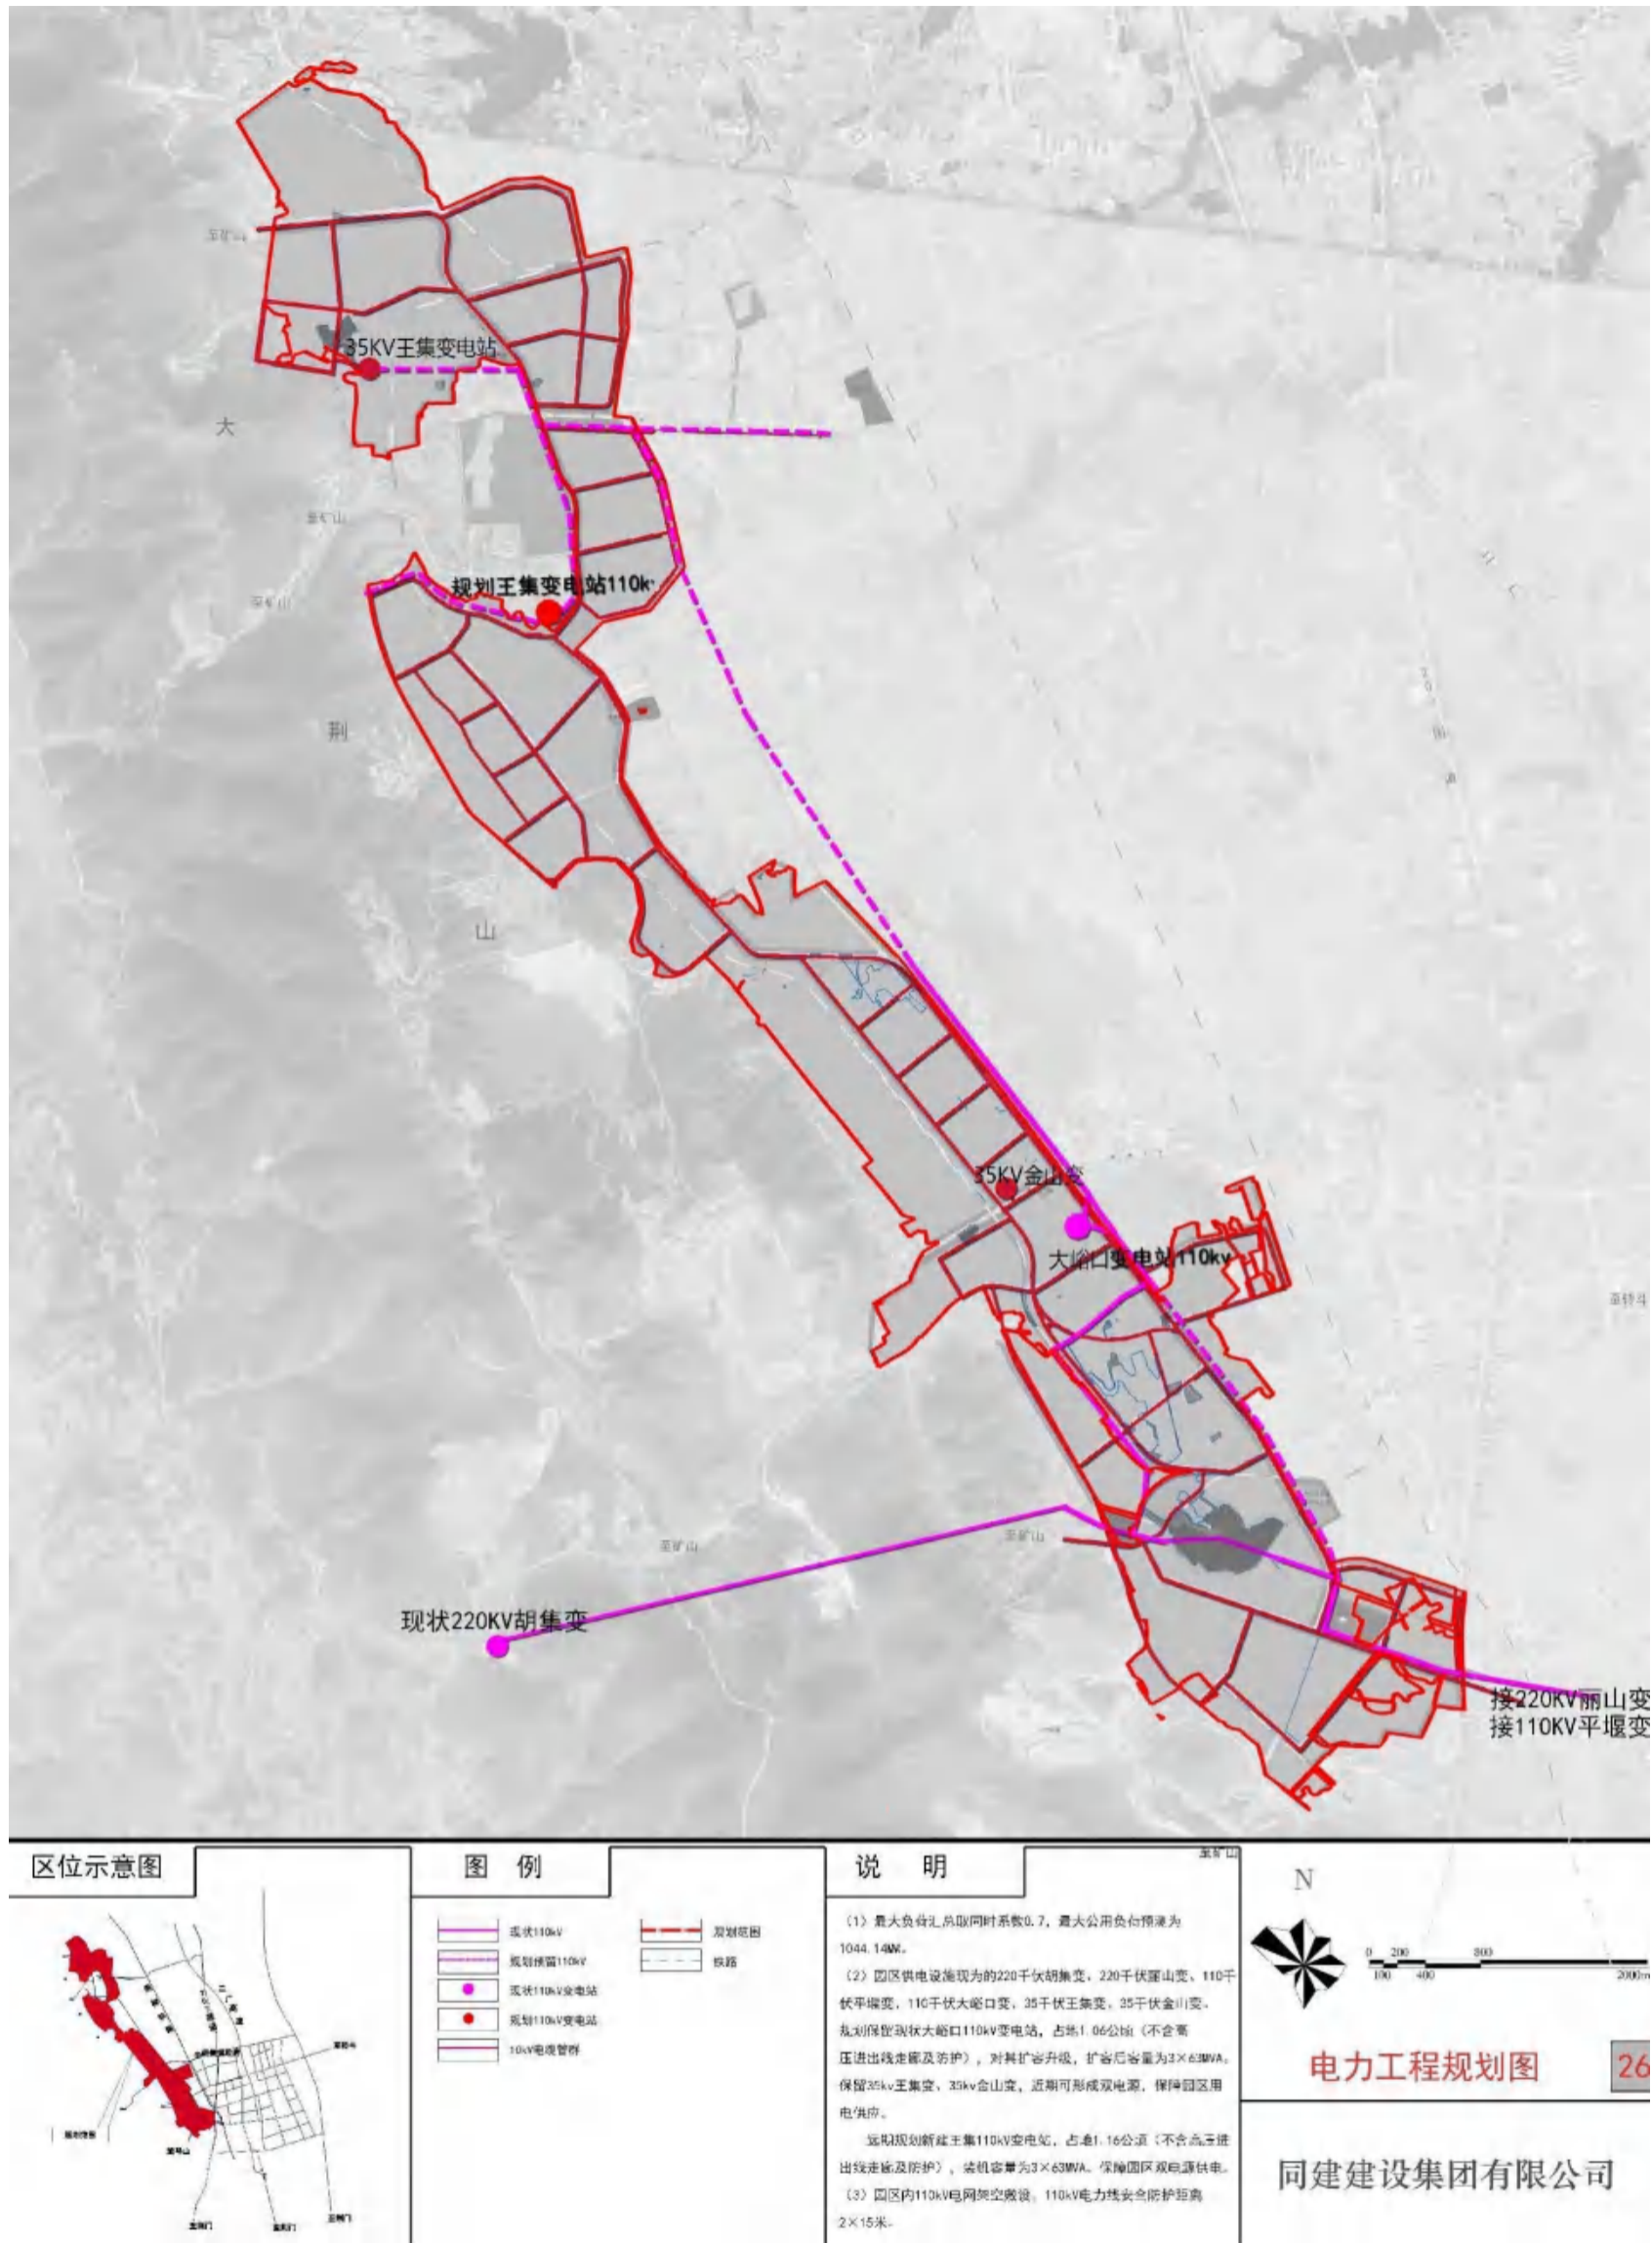 至矿山
35KV王集变电站
大
至矿山
规划王集变电站110k
至矿山
荆
山
35KV金山变
大峪口变电站110kv
至矿山
至矿山
现状220KV胡集变
接220KV丽山变
接110KV平堰变
至矿山
区位示意图
图 例
现状110kV
规划预留110kV
现状110kV变电站
规划110kV变电站
10kV电缆管群
规划范围
铁路
说 明
(1)最大负荷汇总取同时系数0.7,最大公用负荷预测为
1044.14MW。
(2)园区供电设施现为的220千伏胡集变、220千伏丽山变、110千
伏平堰变、110千伏大峪口变、35千伏王集变、35千伏金山变。
规划保留现状大峪口110kV变电站,占地1.06公顷(不含高
压进出线走廊及防护),对其扩容升级,扩容后容量为3×63MVA。
保留35kv王集变、35kv金山变,近期可形成双电源,保障园区用
电供应。
远期规划新建王集110kV变电站,占地1.16公顷(不含高压进
出线走廊及防护),装机容量为3×63MVA。保障园区双电源供电。
(3)园区内110kV电网架空敷设,110kV电力线安全防护距离
2×15米。
N
0 200 800
100 400 2000m
电力工程规划图
26
同建建设集团有限公司